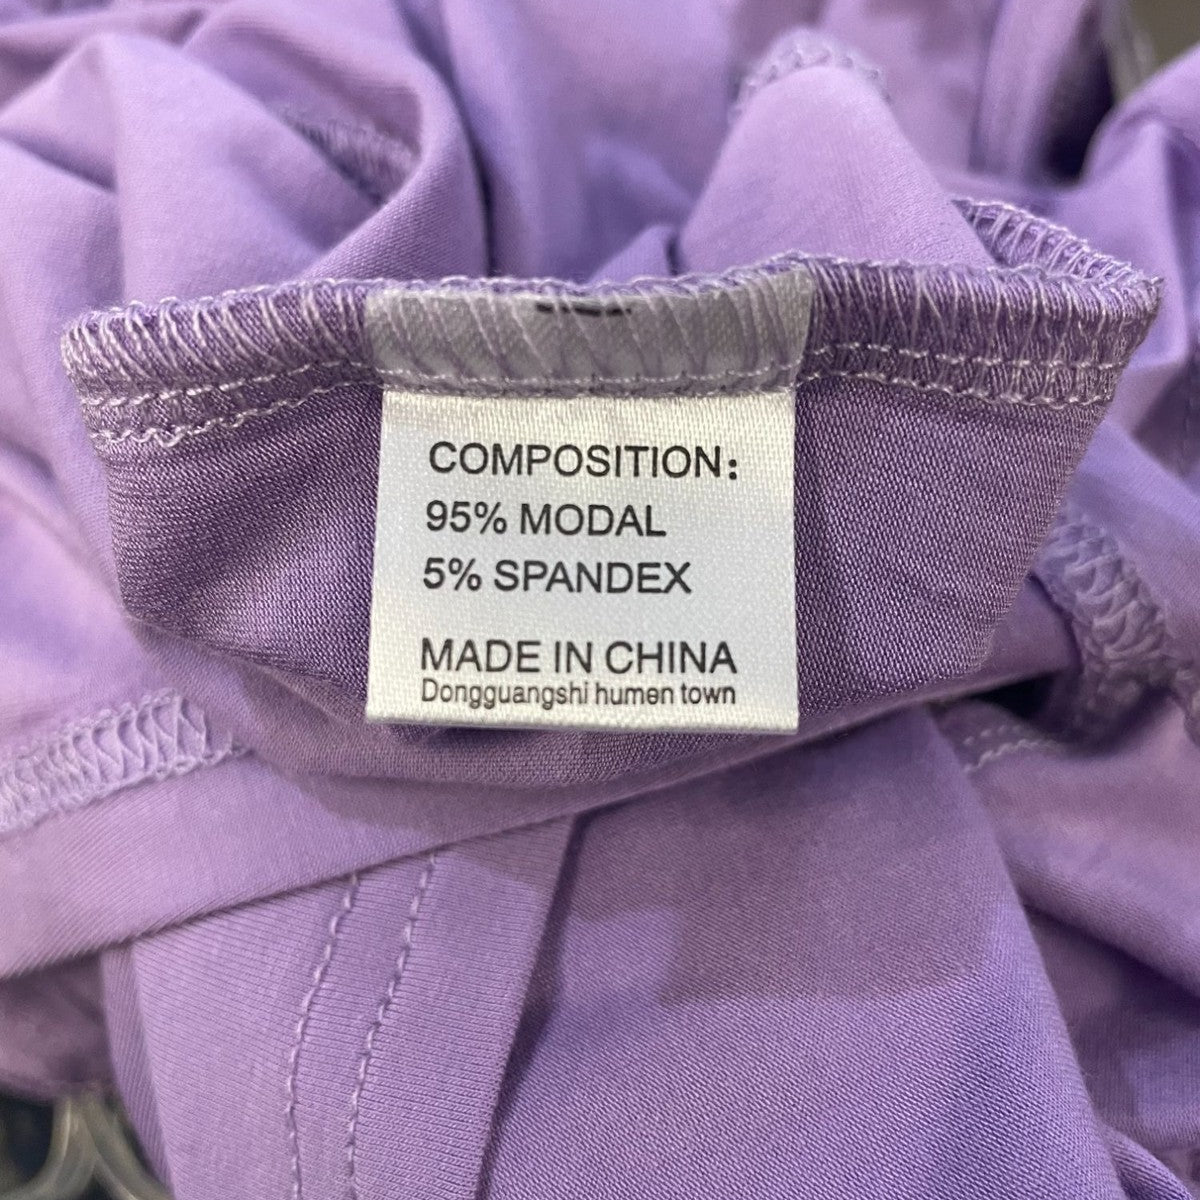 COMPOSITION:
95% MODAL
5% SPANDEX
MADE IN CHINA
Dongguangshi humen town